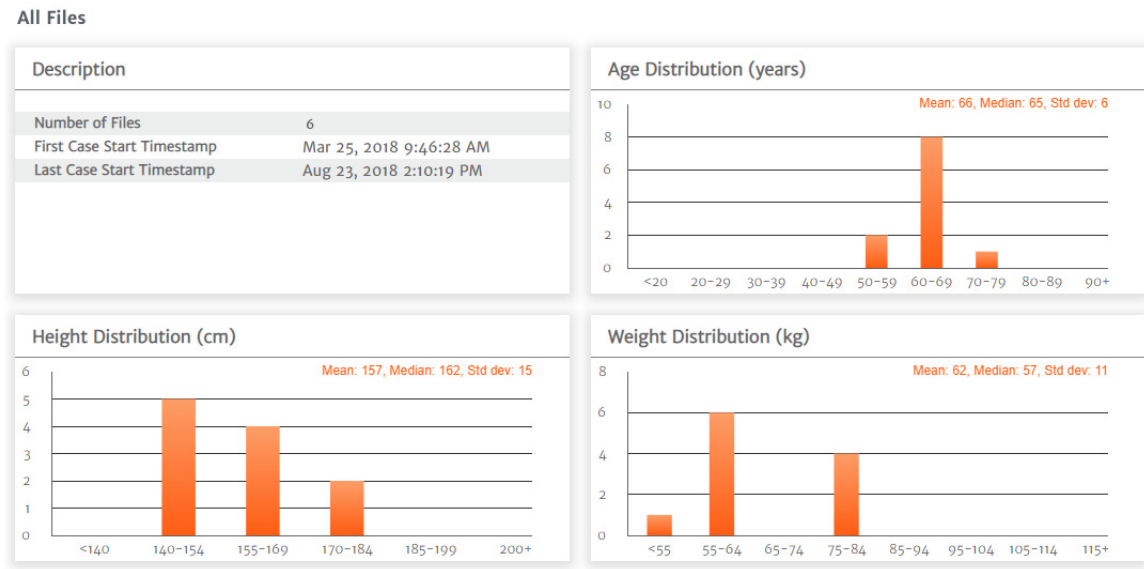 All Files
Description
Number of Files 6
First Case Start Timestamp Mar 25, 2018 9:46:28 AM
Last Case Start Timestamp Aug 23, 2018 2:10:19 PM
Age Distribution (years)
Mean: 66, Median: 65, Std dev: 6
10
8
6
4
2
0
<20 20-29 30-39 40-49 50-59 60-69 70-79 80-89 90+
Height Distribution (cm)
Mean: 157, Median: 162, Std dev: 15
6
5
4
3
2
1
0
<140 140-154 155-169 170-184 185-199 200+
Weight Distribution (kg)
Mean: 62, Median: 57, Std dev: 11
8
6
4
2
0
<55 55-64 65-74 75-84 85-94 95-104 105-114 115+